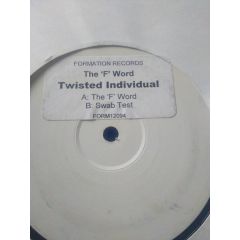 FORMATION RECORDS
The 'F' Word
Twisted Individual
A: The 'F' Word
B: Swab Test
FORM12094